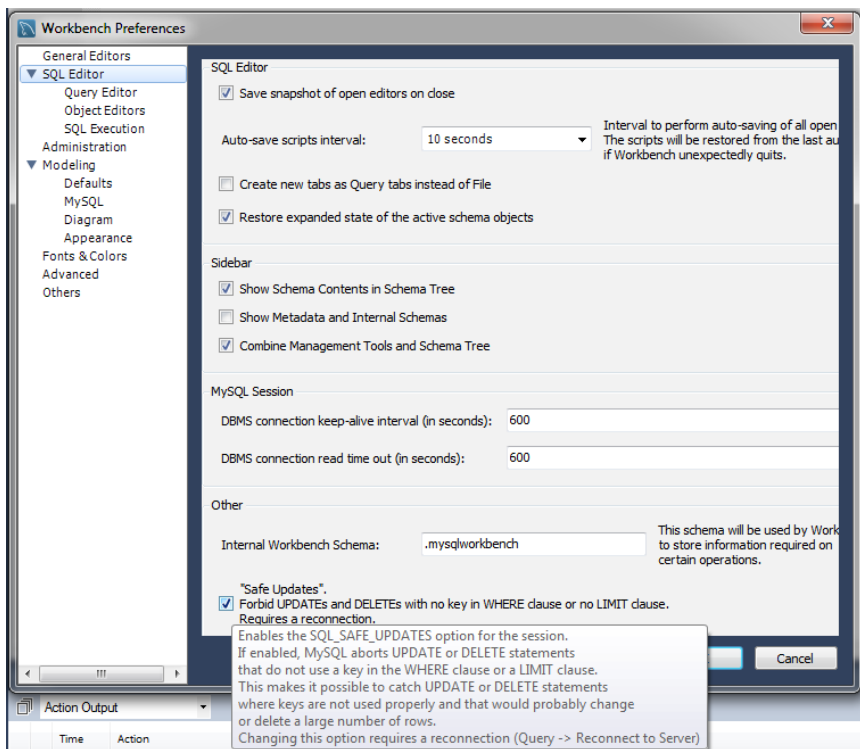 Workbench Preferences
General Editors
SQL Editor
Query Editor
Object Editors
SQL Execution
Administration
Modeling
Defaults
MySQL
Diagram
Appearance
Fonts & Colors
Advanced
Others
SQL Editor
Save snapshot of open editors on close
Auto-save scripts interval:
10 seconds
Interval to perform auto-saving of all open
The scripts will be restored from the last au
if Workbench unexpectedly quits.
Create new tabs as Query tabs instead of File
Restore expanded state of the active schema objects
Sidebar
Show Schema Contents in Schema Tree
Show Metadata and Internal Schemas
Combine Management Tools and Schema Tree
MySQL Session
DBMS connection keep-alive interval (in seconds):
600
DBMS connection read time out (in seconds):
600
Other
Internal Workbench Schema:
.mysqlworkbench
This schema will be used by Work
to store information required on
certain operations.
"Safe Updates".
Forbid UPDATEs and DELETEs with no key in WHERE clause or no LIMIT clause.
Requires a reconnection.
Enables the SQL_SAFE_UPDATES option for the session.
If enabled, MySQL aborts UPDATE or DELETE statements
that do not use a key in the WHERE clause or a LIMIT clause.
This makes it possible to catch UPDATE or DELETE statements
where keys are not used properly and that would probably change
or delete a large number of rows.
Changing this option requires a reconnection (Query -> Reconnect to Server)
Cancel
Action Output
Time
Action